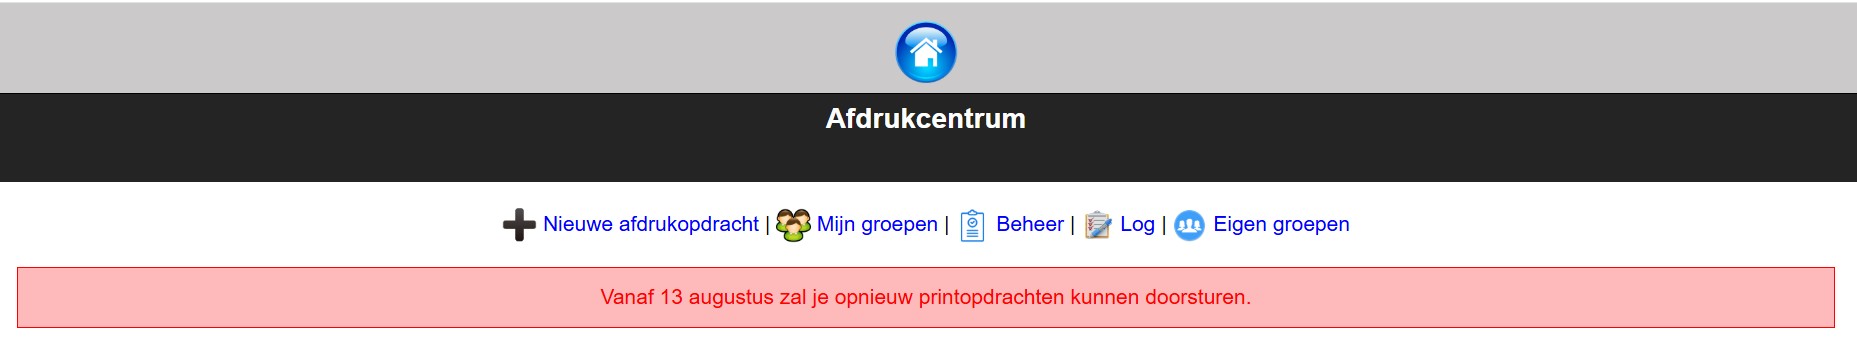 Afdrukcentrum
Nieuwe afdrukopdracht | Mijn groepen | Beheer | Log | Eigen groepen
Vanaf 13 augustus zal je opnieuw printopdrachten kunnen doorsturen.